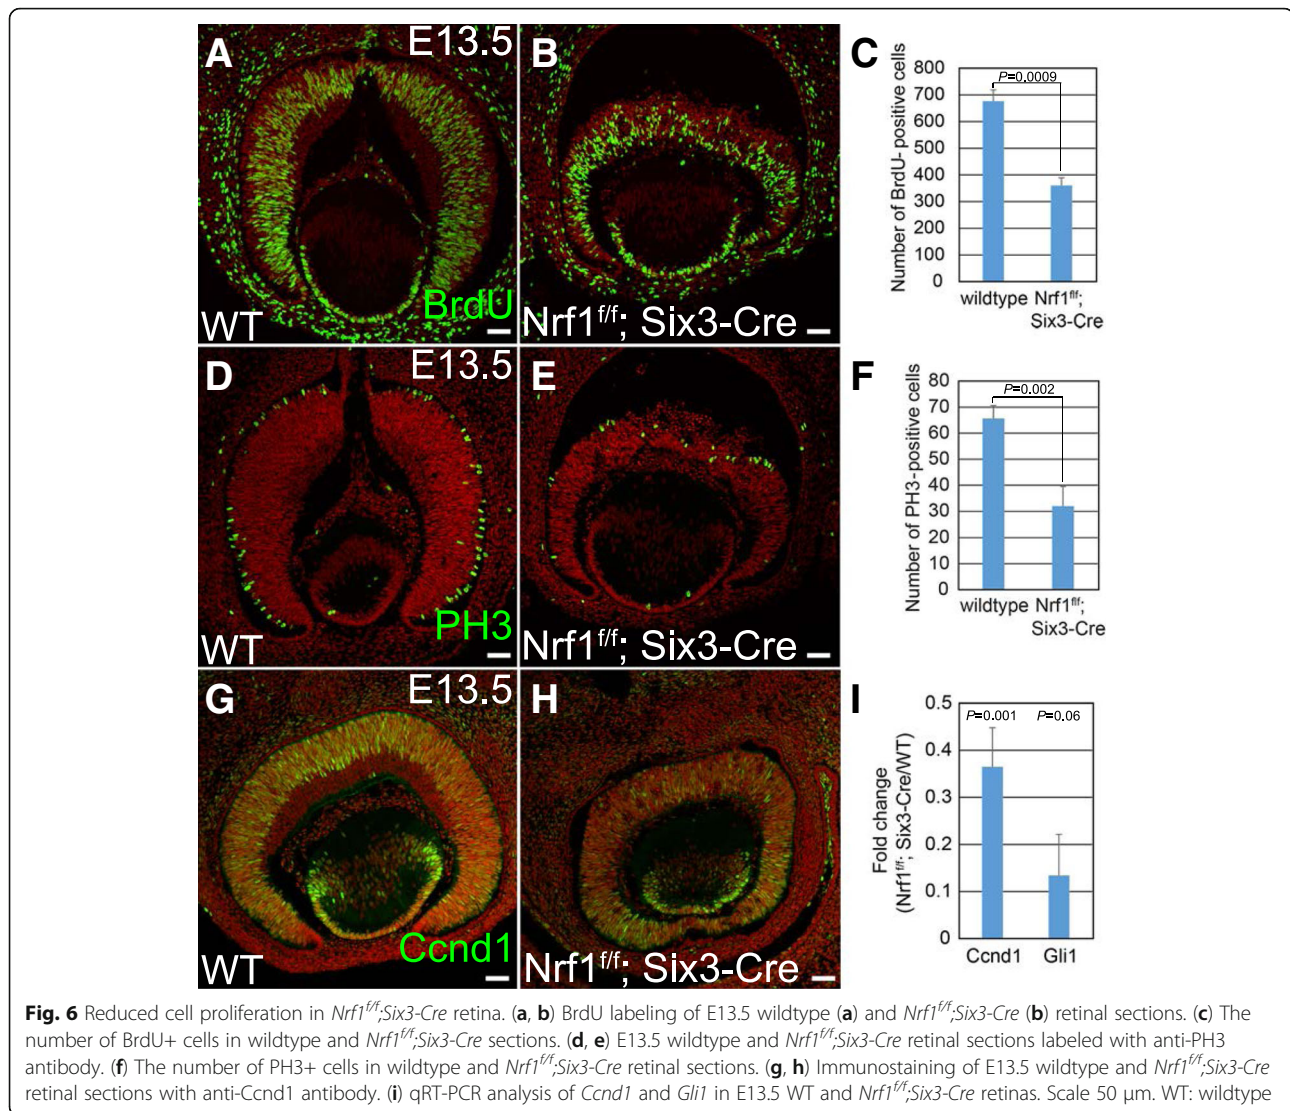 A
E13.5
WT
BrdU
B
Nrf1f/f; Six3-Cre
C
800
700
600
500
400
300
200
100
0
Number of BrdU-positive cells
P=0.0009
wildtype Nrf1f/f;
Six3-Cre
D
E13.5
WT
PH3
E
Nrf1f/f; Six3-Cre
F
80
70
60
50
40
30
20
10
0
Number of PH3-positive cells
P=0.002
wildtype Nrf1f/f;
Six3-Cre
G
E13.5
WT
Ccnd1
H
Nrf1f/f; Six3-Cre
I
0.5
0.4
0.3
0.2
0.1
0
Fold change
(Nrf1f/f; Six3-Cre/WT)
P=0.001 P=0.06
Ccnd1 Gli1
Fig. 6 Reduced cell proliferation in Nrf1f/f;Six3-Cre retina. (a, b) BrdU labeling of E13.5 wildtype (a) and Nrf1f/f;Six3-Cre (b) retinal sections. (c) The
number of BrdU+ cells in wildtype and Nrf1f/f;Six3-Cre sections. (d, e) E13.5 wildtype and Nrf1f/f;Six3-Cre retinal sections labeled with anti-PH3
antibody. (f) The number of PH3+ cells in wildtype and Nrf1f/f;Six3-Cre retinal sections. (g, h) Immunostaining of E13.5 wildtype and Nrf1f/f;Six3-Cre
retinal sections with anti-Ccnd1 antibody. (i) qRT-PCR analysis of Ccnd1 and Gli1 in E13.5 WT and Nrf1f/f;Six3-Cre retinas. Scale 50 µm. WT: wildtype